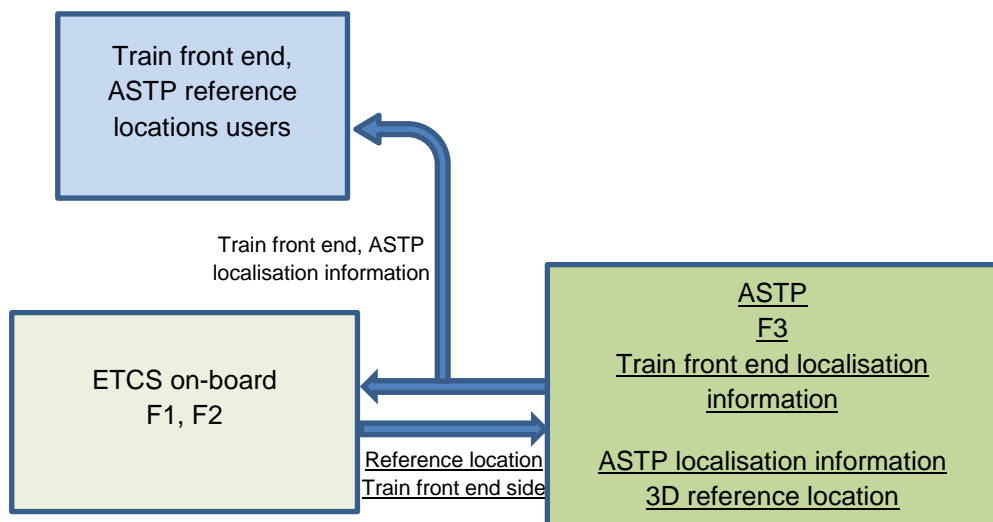 Train front end,
ASTP reference
locations users
Train front end, ASTP
localisation information
ETCS on-board
F1, F2
Reference location
Train front end side
ASTP
F3
Train front end localisation
information
ASTP localisation information
3D reference location